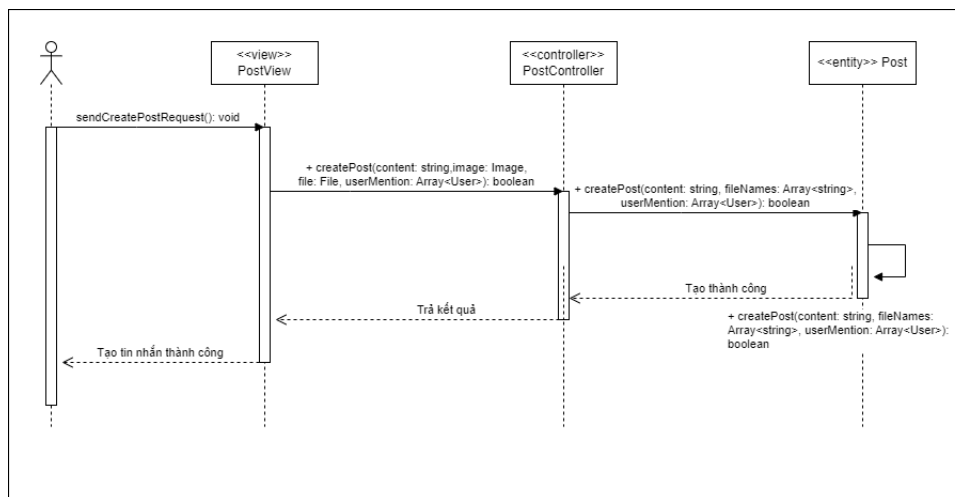 <<view>>
PostView
<<controller>>
PostController
<<entity>> Post
sendCreatePostRequest(): void
+ createPost(content: string,image: Image,
file: File, userMention: Array<User>): boolean
+ createPost(content: string, fileNames: Array<string>,
userMention: Array<User>): boolean
Tạo thành công
Trả kết quả
+ createPost(content: string, fileNames:
Array<string>, userMention: Array<User>):
boolean
Tạo tin nhắn thành công